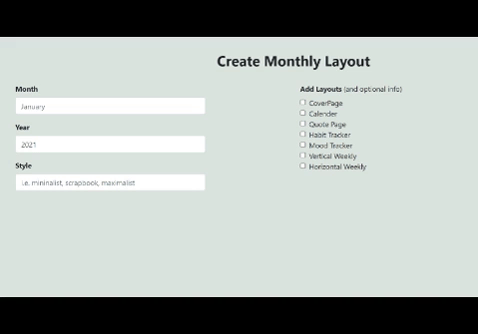 Create Monthly Layout
Month
January
Year
2021
Style
i.e. mininalist, scrapbook, maximalist
Add Layouts (and optional info)
CoverPage
Calender
Quote Page
Habit Tracker
Mood Tracker
Vertical Weekly
Horizontal Weekly